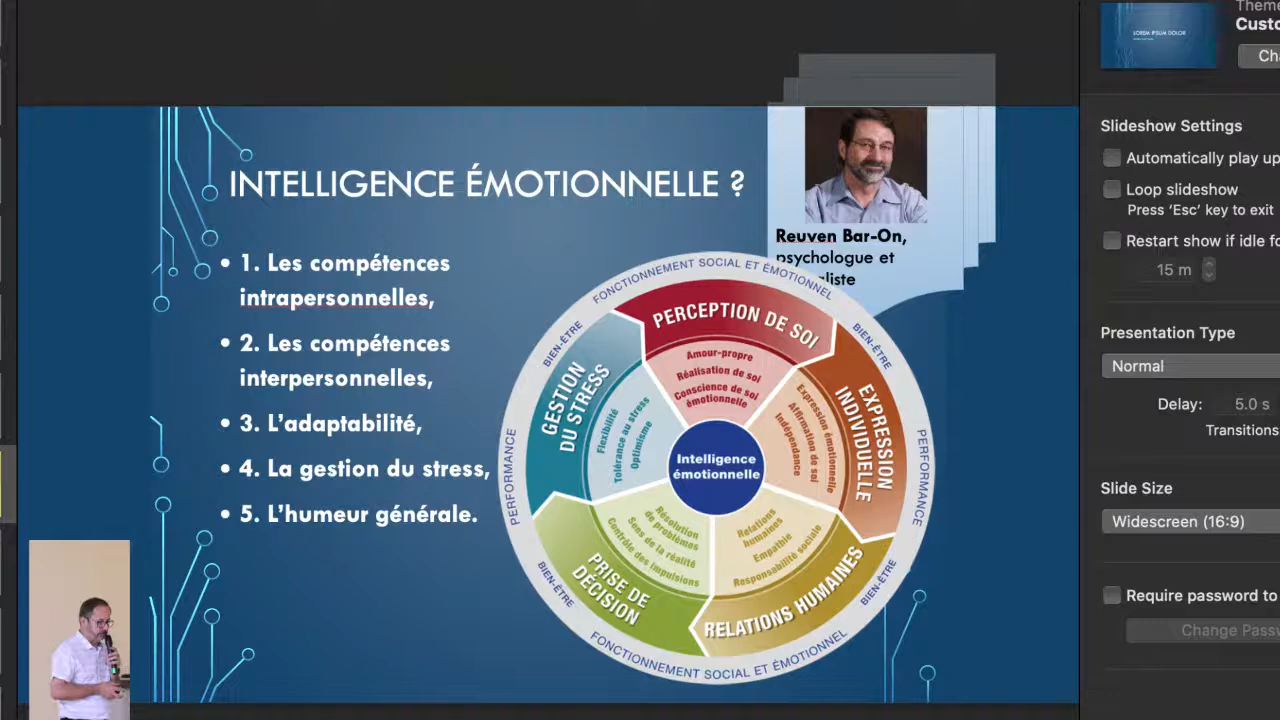 LOREM IPSUM DOLOR
Theme
Slideshow Settings
Automatically play up
Loop slideshow
Press ‘Esc’ key to exit
Restart show if idle fo
15 m
Presentation Type
Normal
Delay:
5.0 s
Transitions
Slide Size
Widescreen (16:9)
Require password to
INTELLIGENCE ÉMOTIONNELLE ?
• 1. Les compétences
intrapersonnelles,
• 2. Les compétences
interpersonnelles,
• 3. L’adaptabilité,
• 4. La gestion du stress,
• 5. L’humeur générale.
Reuven Bar-On,
psychologue et
FONCTIONNEMENT SOCIAL ET ÉMOTIONNEL
BIEN-ÊTRE
PERFORMANCE
BIEN-ÊTRE
FONCTIONNEMENT SOCIAL ET ÉMOTIONNEL
BIEN-ÊTRE
PERFORMANCE
BIEN-ÊTRE
PERCEPTION DE SOI
Amour-propre
Réalisation de soi
Conscience de soi
émotionnelle
EXPRESSION
INDIVIDUELLE
Expression émotionnelle
Affirmation de soi
Indépendance
RELATIONS HUMAINES
Relations
humaines
Empathie
Responsabilité sociale
PRISE DE
DÉCISION
Résolution
de problèmes
Sens de la réalité
Contrôle des impulsions
GESTION
DU STRESS
Flexibilité
Tolérance au stress
Optimisme
Intelligence
émotionnelle